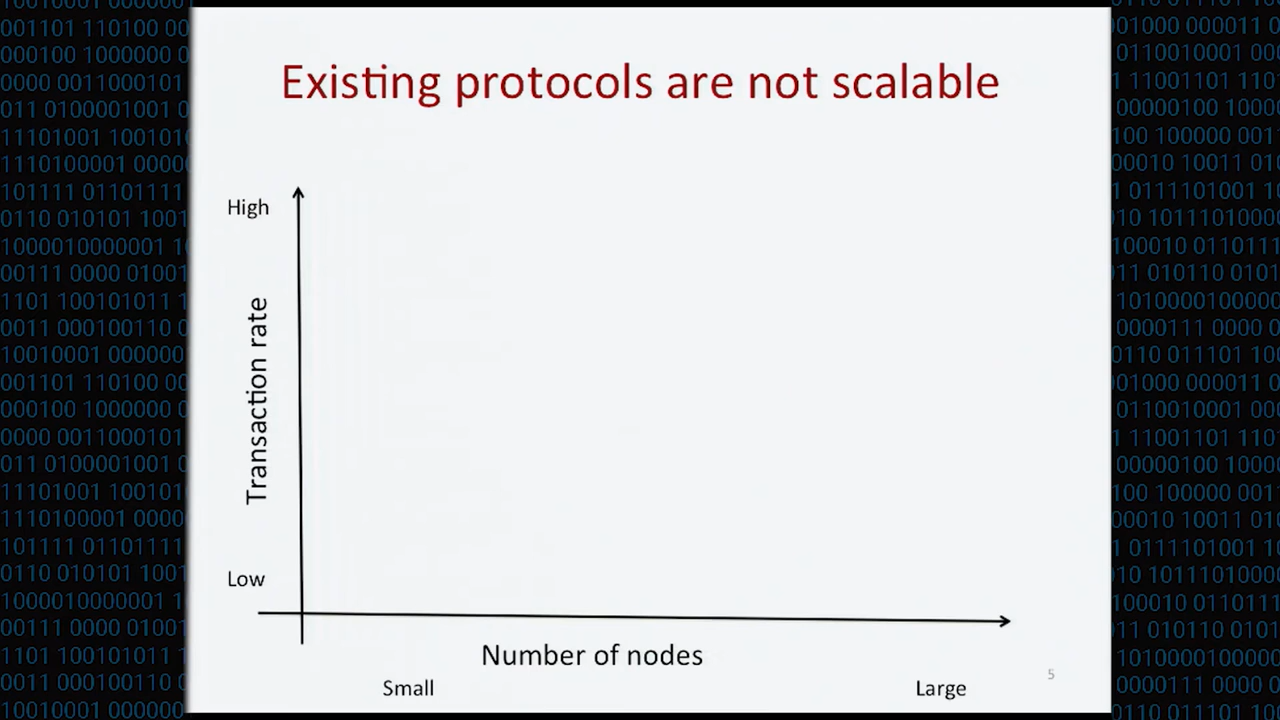 Existing protocols are not scalable
High
Transaction rate
Low
Number of nodes
Small
Large
5